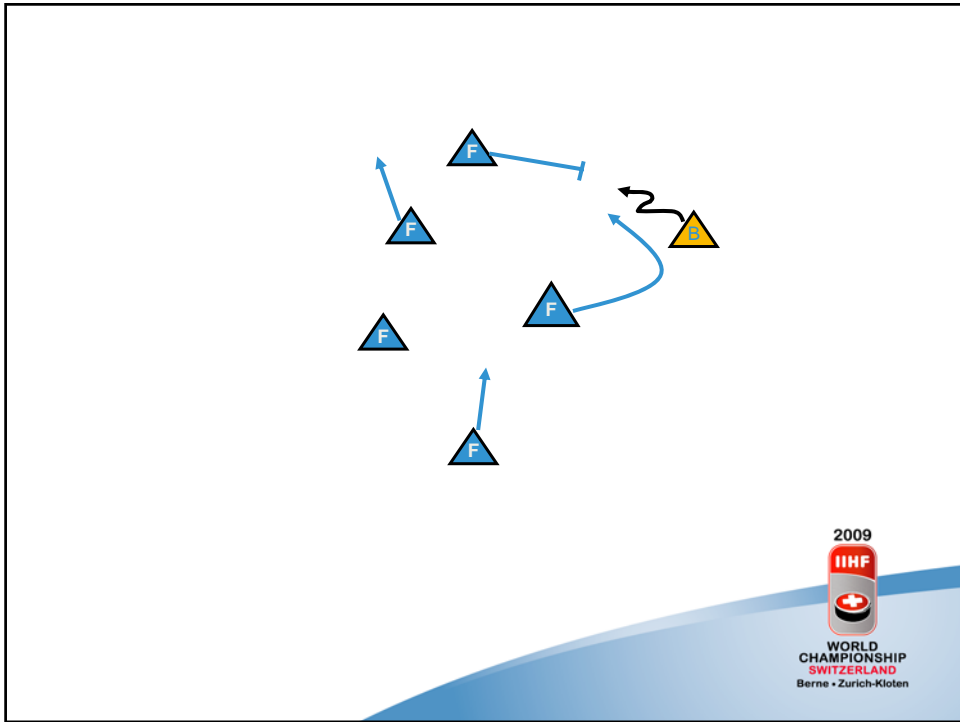 F
F
B
F
F
F
2009
IIHF
WORLD
CHAMPIONSHIP
SWITZERLAND
Berne • Zurich-Kloten